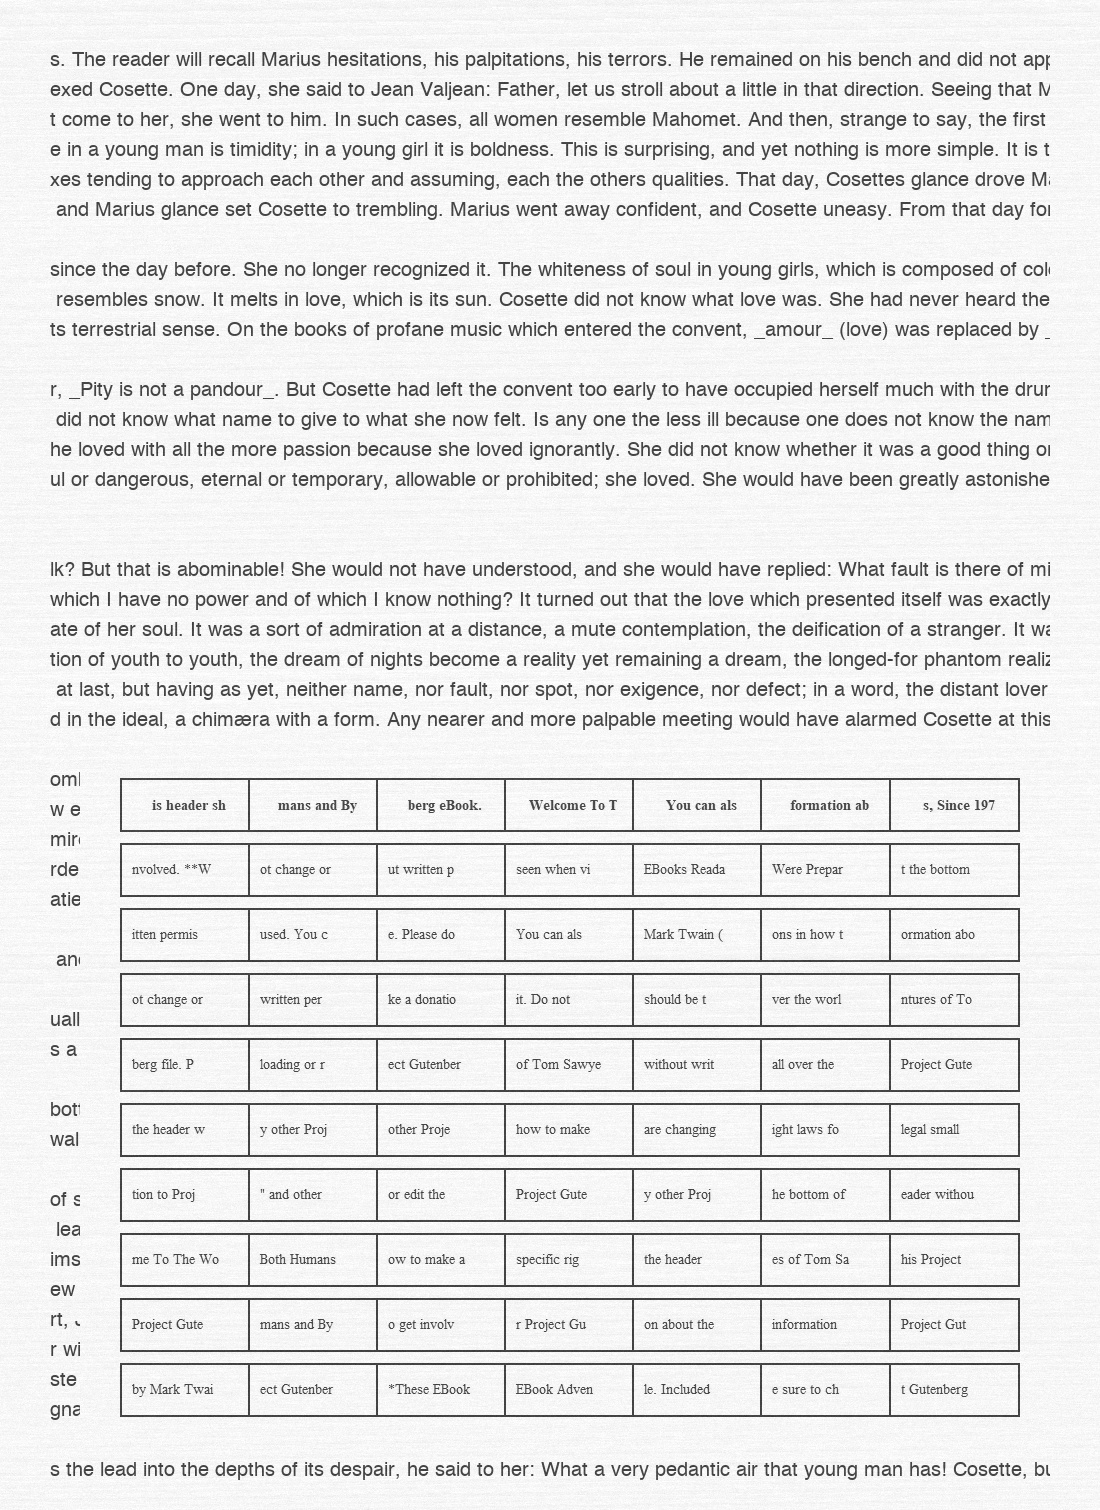 s. The reader will recall Marius hesitations, his palpitations, his terrors. He remained on his bench and did not app
exed Cosette. One day, she said to Jean Valjean: Father, let us stroll about a little in that direction. Seeing that M
t come to her, she went to him. In such cases, all women resemble Mahomet. And then, strange to say, the first
e in a young man is timidity; in a young girl it is boldness. This is surprising, and yet nothing is more simple. It is t
xes tending to approach each other and assuming, each the others qualities. That day, Cosettes glance drove Ma
and Marius glance set Cosette to trembling. Marius went away confident, and Cosette uneasy. From that day for
since the day before. She no longer recognized it. The whiteness of soul in young girls, which is composed of col
resembles snow. It melts in love, which is its sun. Cosette did not know what love was. She had never heard the
ts terrestrial sense. On the books of profane music which entered the convent, _amour_ (love) was replaced by _
r, _Pity is not a pandour_. But Cosette had left the convent too early to have occupied herself much with the drum
did not know what name to give to what she now felt. Is any one the less ill because one does not know the nam
he loved with all the more passion because she loved ignorantly. She did not know whether it was a good thing or
ul or dangerous, eternal or temporary, allowable or prohibited; she loved. She would have been greatly astonishe
lk? But that is abominable! She would not have understood, and she would have replied: What fault is there of mi
which I have no power and of which I know nothing? It turned out that the love which presented itself was exactly
ate of her soul. It was a sort of admiration at a distance, a mute contemplation, the deification of a stranger. It wa
tion of youth to youth, the dream of nights become a reality yet remaining a dream, the longed-for phantom realiz
at last, but having as yet, neither name, nor fault, nor spot, nor exigence, nor defect; in a word, the distant lover
d in the ideal, a chimæra with a form. Any nearer and more palpable meeting would have alarmed Cosette at this
w e
rde
atie
uall
s a
wal
of s
lea
ims
ew
rt,
r wi
ste
gna
is header sh mans and By berg eBook. Welcome To T You can als formation ab s, Since 197
nvolved. **W ot change or ut written p seen when vi EBooks Reada Were Prepar t the bottom
itten permis used. You c e. Please do You can als Mark Twain ( ons in how t ormation abo
ot change or written per ke a donatio it. Do not should be t ver the worl ntures of To
berg file. P loading or r ect Gutenber of Tom Sawye without writ all over the Project Gute
the header w y other Proj other Proje how to make are changing ight laws fo legal small
tion to Proj " and other or edit the Project Gute y other Proj he bottom of eader withou
me To The Wo Both Humans ow to make a specific rig the header es of Tom Sa his Project
Project Gute mans and By o get involv r Project Gu on about the information Project Gut
by Mark Twai ect Gutenber *These EBook EBook Adven le. Included e sure to ch t Gutenberg
s the lead into the depths of its despair, he said to her: What a very pedantic air that young man has! Cosette, bu